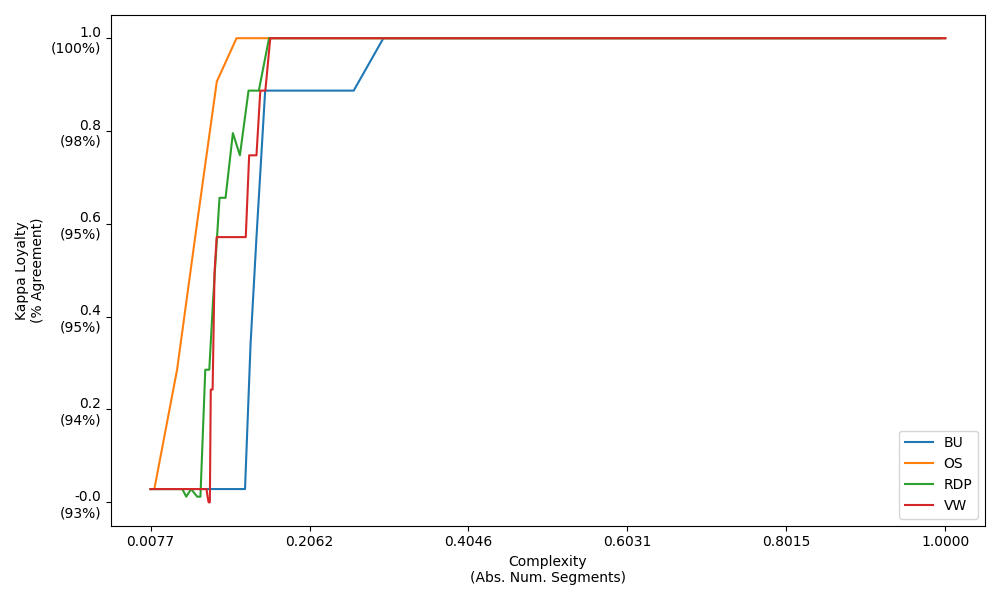 1.0
(100%)
0.8
(98%)
0.6
(95%)
0.4
(95%)
0.2
(94%)
-0.0
(93%)
Kappa Loyalty
(% Agreement)
0.0077 0.2062 0.4046 0.6031 0.8015 1.0000
Complexity
(Abs. Num. Segments)
BU
OS
RDP
VW